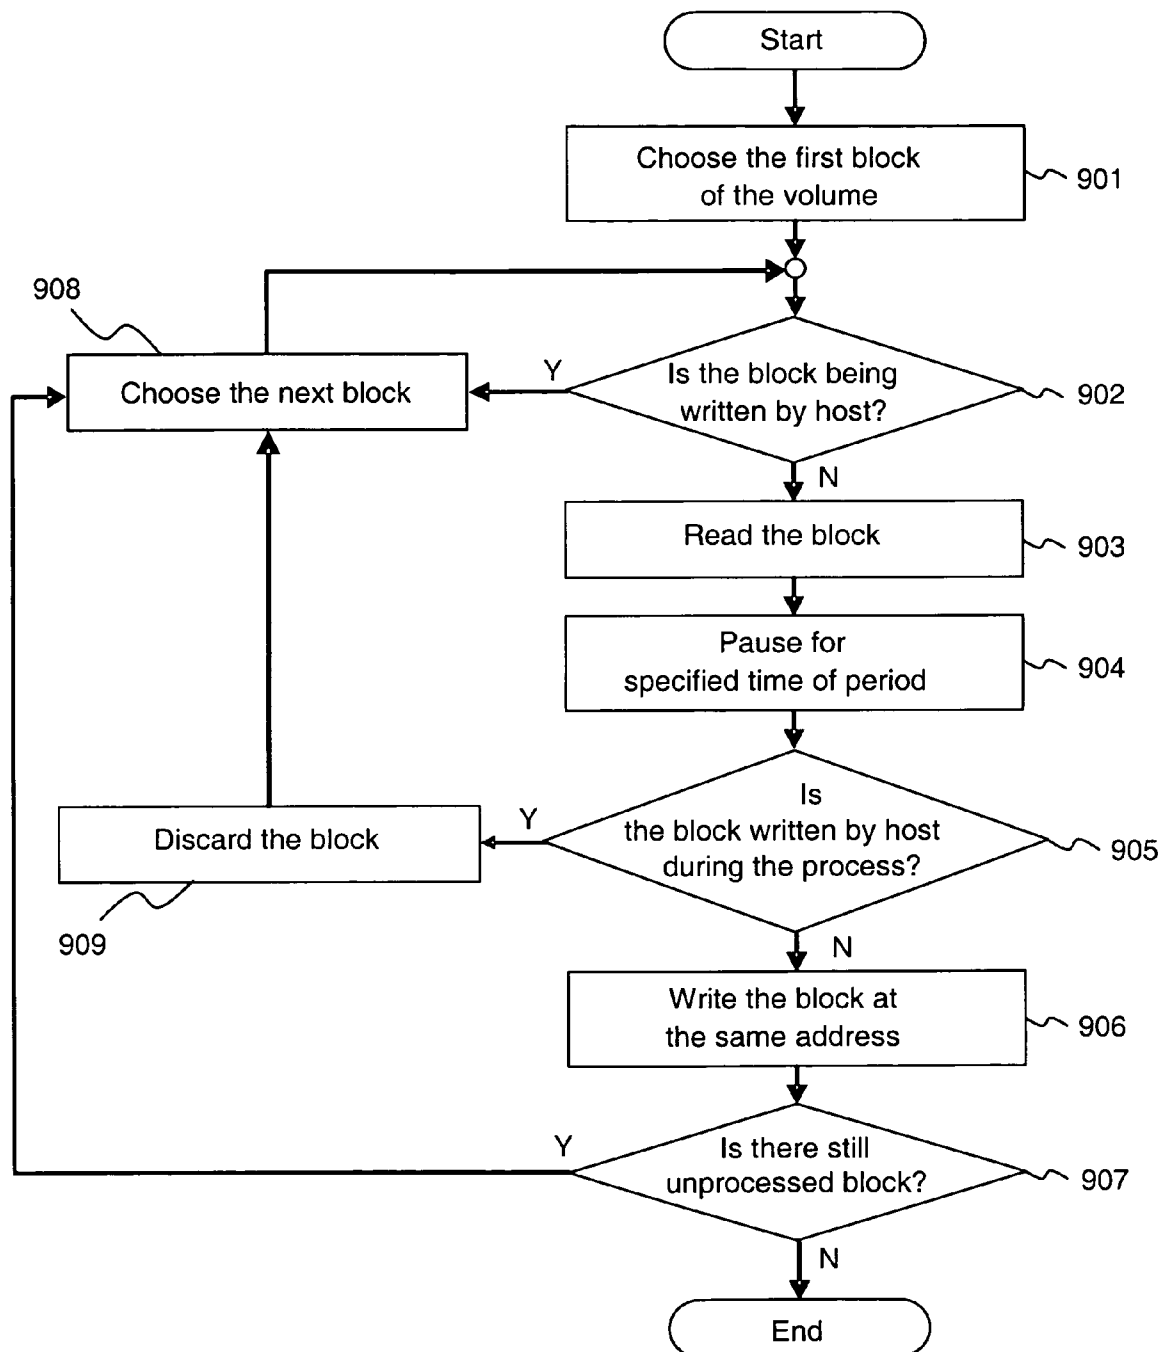 Start
Choose the first block
of the volume
901
908
Choose the next block
Y
Is the block being
written by host?
902
N
Read the block
903
Pause for
specified time of period
904
Discard the block
909
Y
Is
the block written by host
during the process?
905
N
Write the block at
the same address
906
Y
Is there still
unprocessed block?
907
N
End